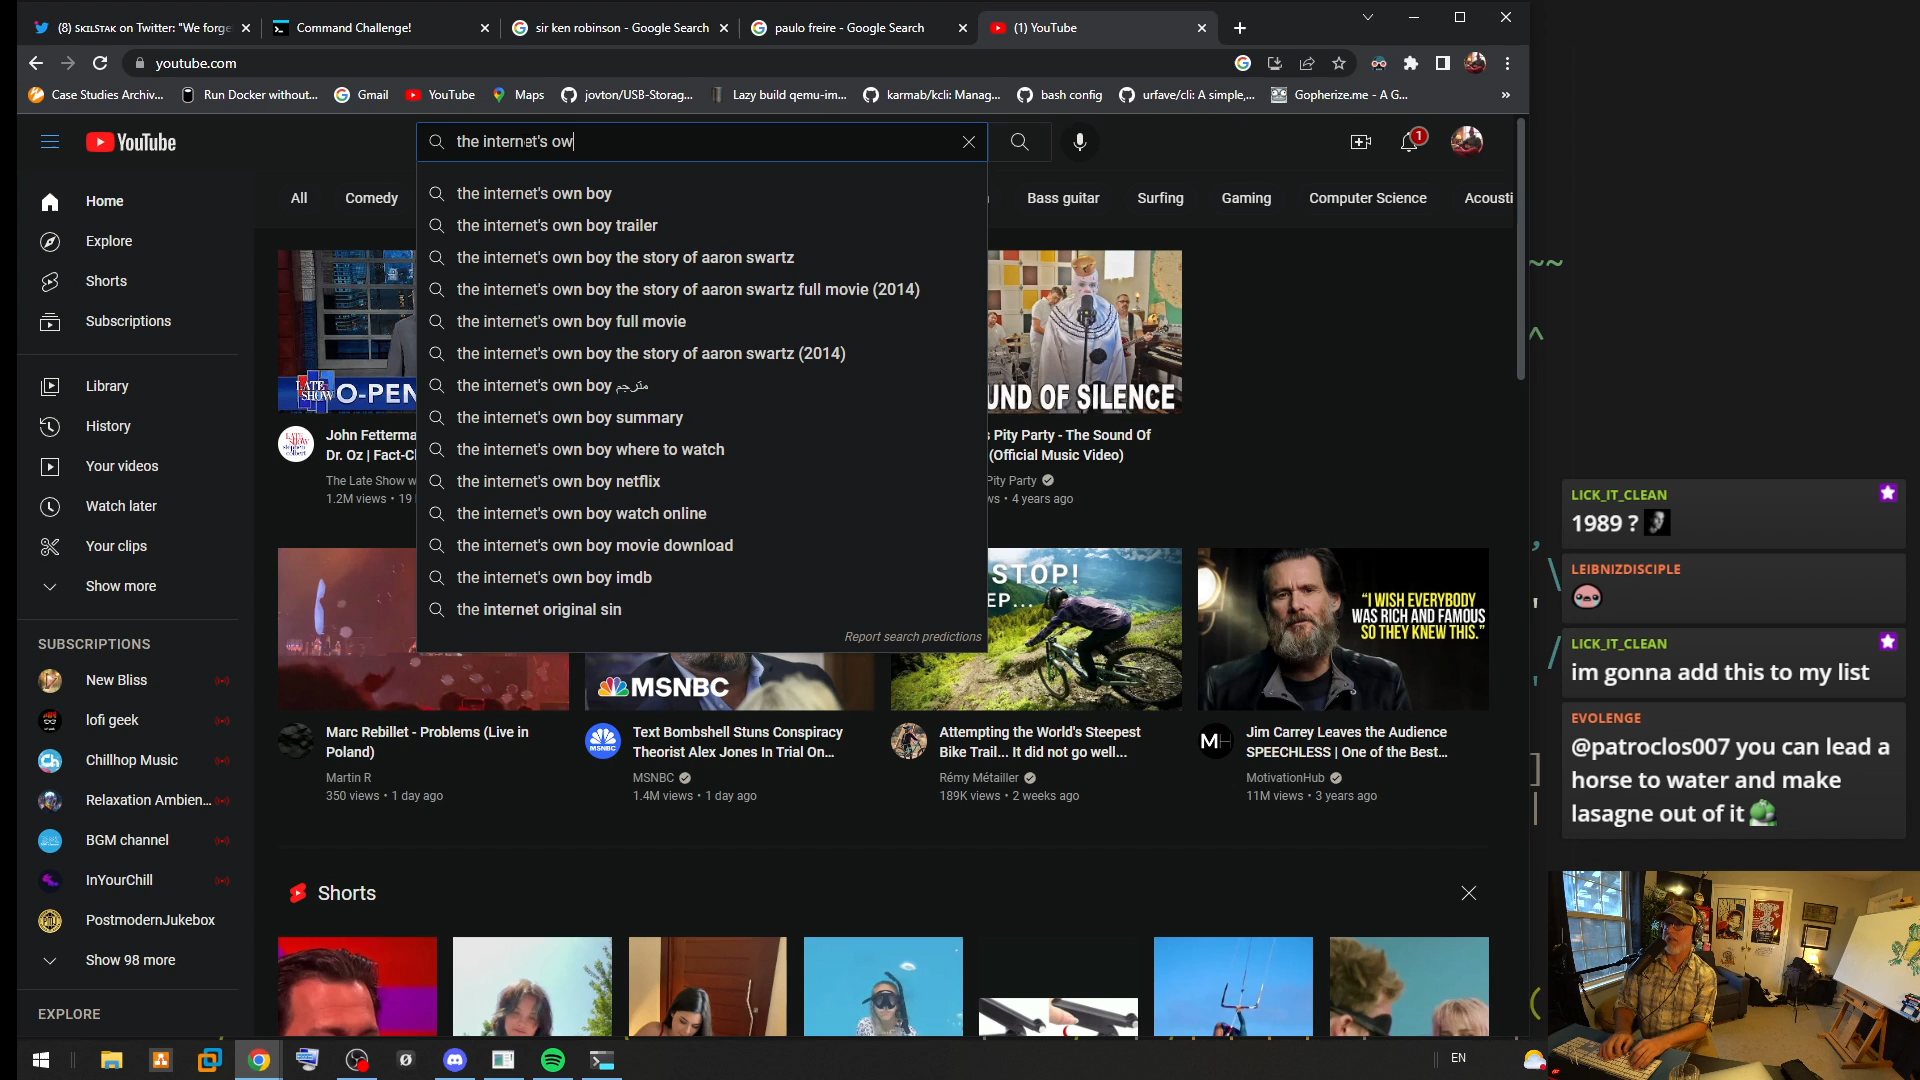 (8) SKILSTAK on Twitter: "We forge
Command Challenge!
sir ken robinson - Google Search
paulo freire - Google Search
(1) YouTube
youtube.com
Case Studies Archiv...
Run Docker without...
Gmail
YouTube
Maps
jovton/USB-Storag...
Lazy build qemu-im...
karmab/kcli: Manag...
bash config
urfave/cli: A simple,...
Gopherize.me - A G...
»
YouTube
the internet's ow
1
Home
Explore
Shorts
Subscriptions
Library
History
Your videos
Watch later
Your clips
Show more
SUBSCRIPTIONS
New Bliss
lofi geek
Chillhop Music
Relaxation Ambien...
BGM channel
InYourChill
PostmodernJukebox
Show 98 more
EXPLORE
All
Comedy
Bass guitar
Surfing
Gaming
Computer Science
Acousti
the internet's own boy
the internet's own boy trailer
the internet's own boy the story of aaron swartz
the internet's own boy the story of aaron swartz full movie (2014)
the internet's own boy full movie
the internet's own boy the story of aaron swartz (2014)
the internet's own boy مترجم
the internet's own boy summary
the internet's own boy where to watch
the internet's own boy netflix
the internet's own boy watch online
the internet's own boy movie download
the internet's own boy imdb
the internet original sin
Report search predictions
LATE SHOW
O-PEN
John Fetterma
Dr. Oz | Fact-Cl
The Late Show w
1.2M views • 19
UND OF SILENCE
s Pity Party - The Sound Of
(Official Music Video)
Pity Party
ws • 4 years ago
MSNBC
STOP!
EP...
"I WISH EVERYBODY
WAS RICH AND FAMOUS
SO THEY KNEW THIS."
Marc Rebillet - Problems (Live in
Poland)
Martin R
350 views • 1 day ago
MSNBC
Text Bombshell Stuns Conspiracy
Theorist Alex Jones In Trial On...
MSNBC
1.4M views • 1 day ago
Attempting the World's Steepest
Bike Trail... It did not go well...
Rémy Métailler
189K views • 2 weeks ago
M
Jim Carrey Leaves the Audience
SPEECHLESS | One of the Best...
MotivationHub
11M views • 3 years ago
Shorts
LICK_IT_CLEAN
1989 ?
LEIBNIZDISCIPLE
LICK_IT_CLEAN
im gonna add this to my list
EVOLENGE
@patroclos007 you can lead a
horse to water and make
lasagne out of it
EN